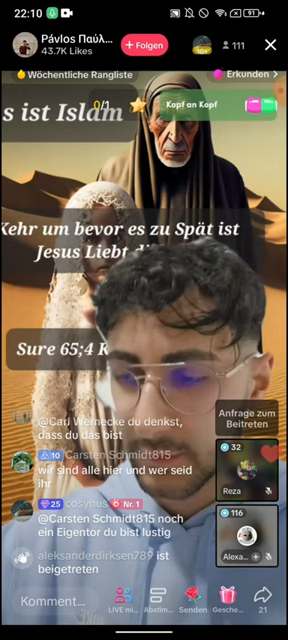 22:10
91
Pávlos Παύλ...
43.7K Likes
+ Folgen
111
Wöchentliche Rangliste
Erkunden >
s ist Islam
0/1
Kopf an Kopf
Kehr um bevor es zu Spät ist
Jesus Liebt di
Sure 65;4 K
Anfrage zum
Beitreten
@Carl Wernecke du denkst,
dass du das bist
10 Carsten Schmidt815
wir sind alle hier und wer seid
ihr
32
Reza
25 cosynus Nr. 1
@Carsten Schmidt815 noch
ein Eigentor du bist lustig
116
Alexa...
aleksanderdirksen789 ist
beigetreten
Komment...
LIVE mi...
Abstim...
Senden
Gesche...
21